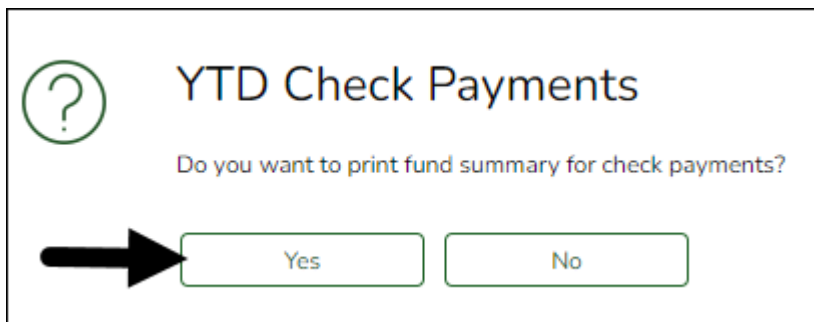 ?
YTD Check Payments
Do you want to print fund summary for check payments?
Yes No